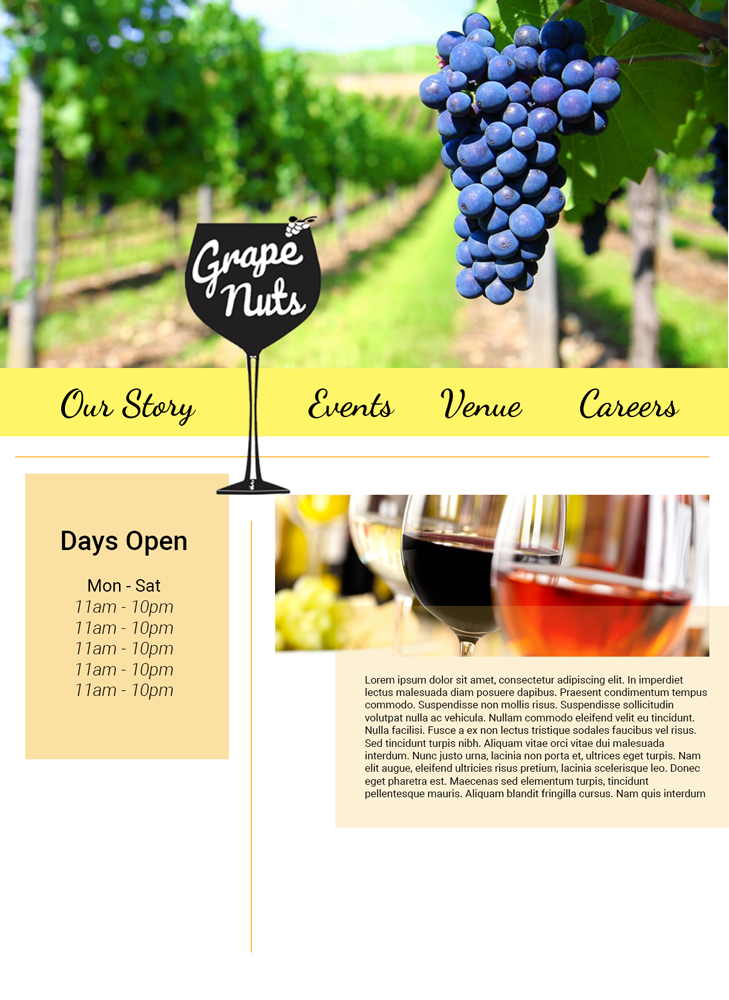 Grape
Nuts
Our Story Events Venue Careers
Days Open
Mon - Sat
11am - 10pm
11am - 10pm
11am - 10pm
11am - 10pm
11am - 10pm
Lorem ipsum dolor sit amet, consectetur adipiscing elit. In imperdiet
lectus malesuada diam posuere dapibus. Praesent condimentum tempus
commodo. Suspendisse non mollis risus. Suspendisse sollicitudin
volutpat nulla ac vehicula. Nullam commodo eleifend velit eu tincidunt.
Nulla facilisi. Fusce a ex non lectus tristique sodales faucibus vel risus.
Sed tincidunt turpis nibh. Aliquam vitae orci vitae dui malesuada
interdum. Nunc justo urna, lacinia non porta et, ultrices eget turpis. Nam
elit augue, eleifend ultricies risus pretium, lacinia scelerisque leo. Donec
eget pharetra est. Maecenas sed elementum turpis, tincidunt
pellentesque mauris. Aliquam blandit fringilla cursus. Nam quis interdum